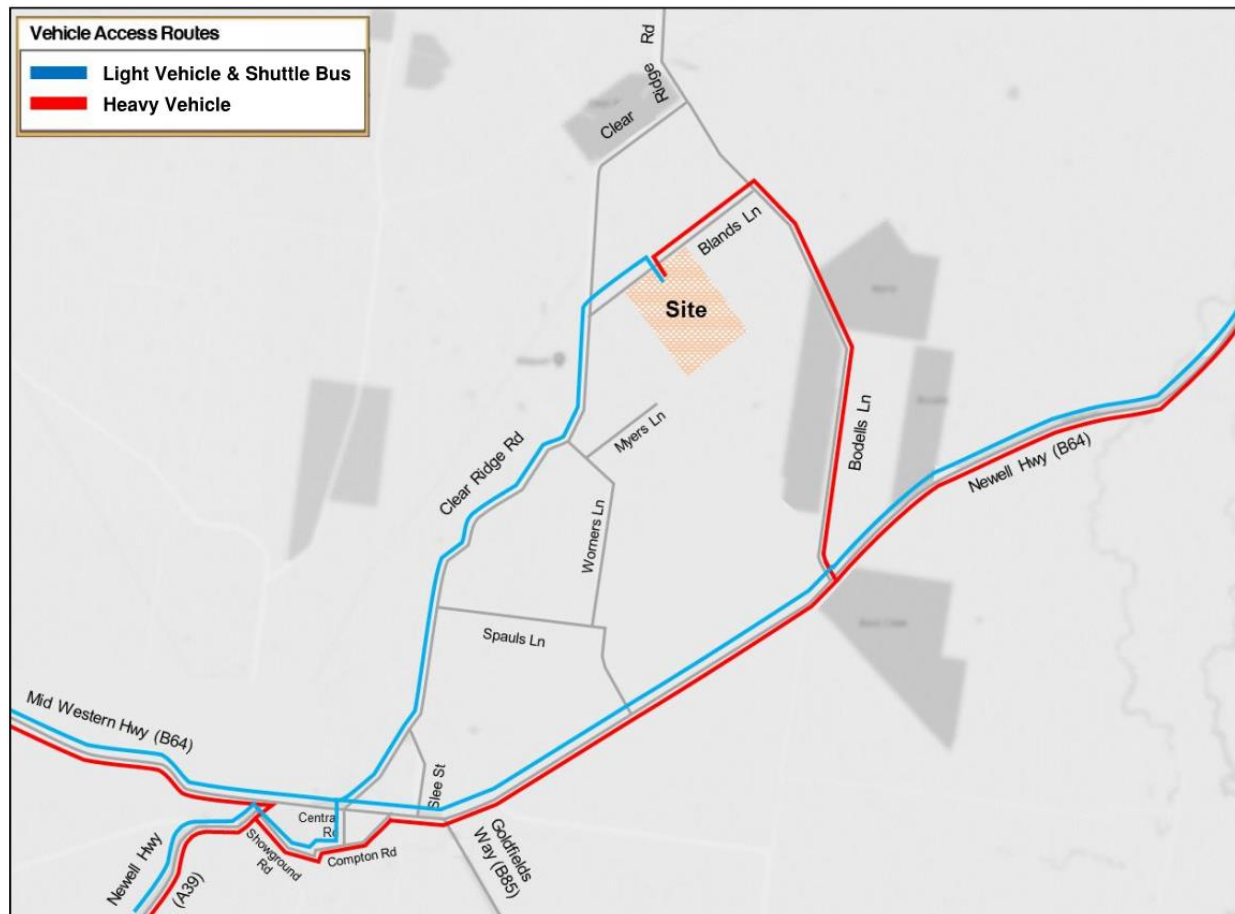 Vehicle Access Routes
Light Vehicle & Shuttle Bus
Heavy Vehicle
Clear
Ridge
Rd
Blands Ln
Site
Myers Ln
Clear Ridge Rd
Bodells Ln
Newell Hwy (B64)
Worners Ln
Spauls Ln
Mid Western Hwy (B64)
Slee St
Central
Rd
Newell Hwy
(A39)
Showground
Rd
Compton Rd
Goldfields
Way (B85)